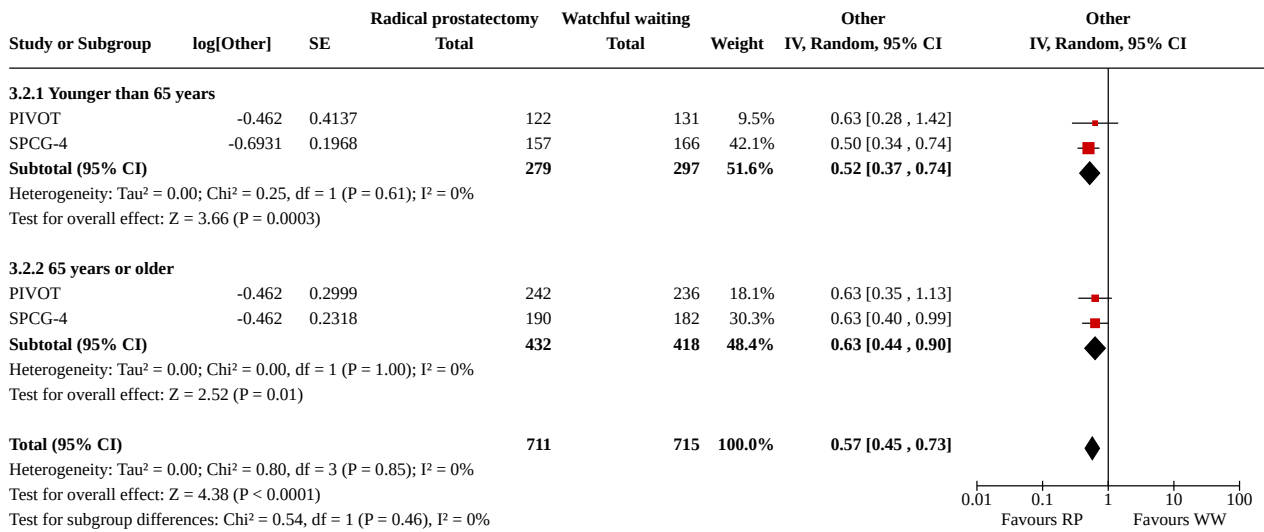 Radical prostatectomy Watchful waiting Other Other
Study or Subgroup log[Other] SE Total Total Weight IV, Random, 95% CI IV, Random, 95% CI
3.2.1 Younger than 65 years
PIVOT -0.462 0.4137 122 131 9.5% 0.63 [0.28 , 1.42]
SPCG-4 -0.6931 0.1968 157 166 42.1% 0.50 [0.34 , 0.74]
Subtotal (95% CI) 279 297 51.6% 0.52 [0.37 , 0.74]
Heterogeneity: Tau² = 0.00; Chi² = 0.25, df = 1 (P = 0.61); I² = 0%
Test for overall effect: Z = 3.66 (P = 0.0003)
3.2.2 65 years or older
PIVOT -0.462 0.2999 242 236 18.1% 0.63 [0.35 , 1.13]
SPCG-4 -0.462 0.2318 190 182 30.3% 0.63 [0.40 , 0.99]
Subtotal (95% CI) 432 418 48.4% 0.63 [0.44 , 0.90]
Heterogeneity: Tau² = 0.00; Chi² = 0.00, df = 1 (P = 1.00); I² = 0%
Test for overall effect: Z = 2.52 (P = 0.01)
Total (95% CI) 711 715 100.0% 0.57 [0.45 , 0.73]
Heterogeneity: Tau² = 0.00; Chi² = 0.80, df = 3 (P = 0.85); I² = 0%
Test for overall effect: Z = 4.38 (P < 0.0001)
Test for subgroup differences: Chi² = 0.54, df = 1 (P = 0.46), I² = 0%
0.01 0.1 1 10 100
Favours RP Favours WW